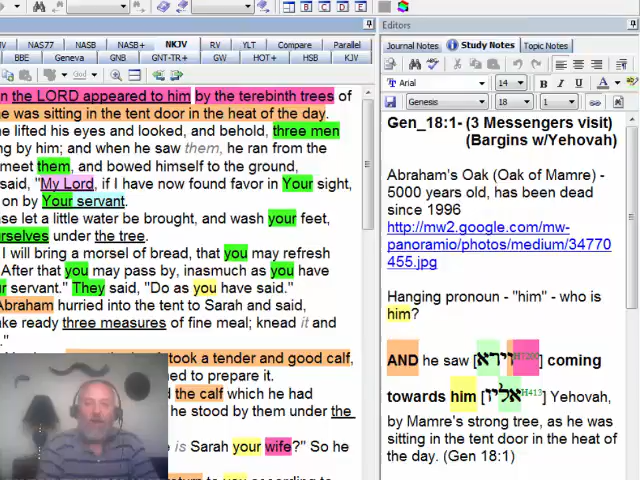 NAS77 NASB NASB+ NKJV RV YLT Compare Parallel
BBE Geneva GNB GNT-TR+ GW HOT+ HSB KJV
n the LORD appeared to him by the terebinth trees of
e was sitting in the tent door in the heat of the day.
he lifted his eyes and looked, and behold, three men
ng by him; and when he saw them, he ran from the
meet them, and bowed himself to the ground,
said, "My Lord, if I have now found favor in Your sight,
on by Your servant.
se let a little water be brought, and wash your feet,
urselves under the tree.
I will bring a morsel of bread, that you may refresh
After that you may pass by, inasmuch as you have
r servant." They said, "Do as you have said."
Abraham hurried into the tent to Sarah and said,
ke ready three measures of fine meal; knead it and
."
took a tender and good calf,
ned to prepare it.
d the calf which he had
he stood by them under the
e is Sarah your wife?" So he
return to you according to
Editors
Journal Notes Study Notes Topic Notes
Arial 14 B I U A
Genesis 18 1
Gen_18:1- (3 Messengers visit)
(Bargins w/Yehovah)
Abraham's Oak (Oak of Mamre) -
5000 years old, has been dead
since 1996
http://mw2.google.com/mw-
panoramio/photos/medium/34770
455.jpg
Hanging pronoun - "him" - who is
him?
AND he saw [וירא H7200] coming
towards him [אליו H413] Yehovah,
by Mamre's strong tree, as he was
sitting in the tent door in the heat of
the day. (Gen 18:1)